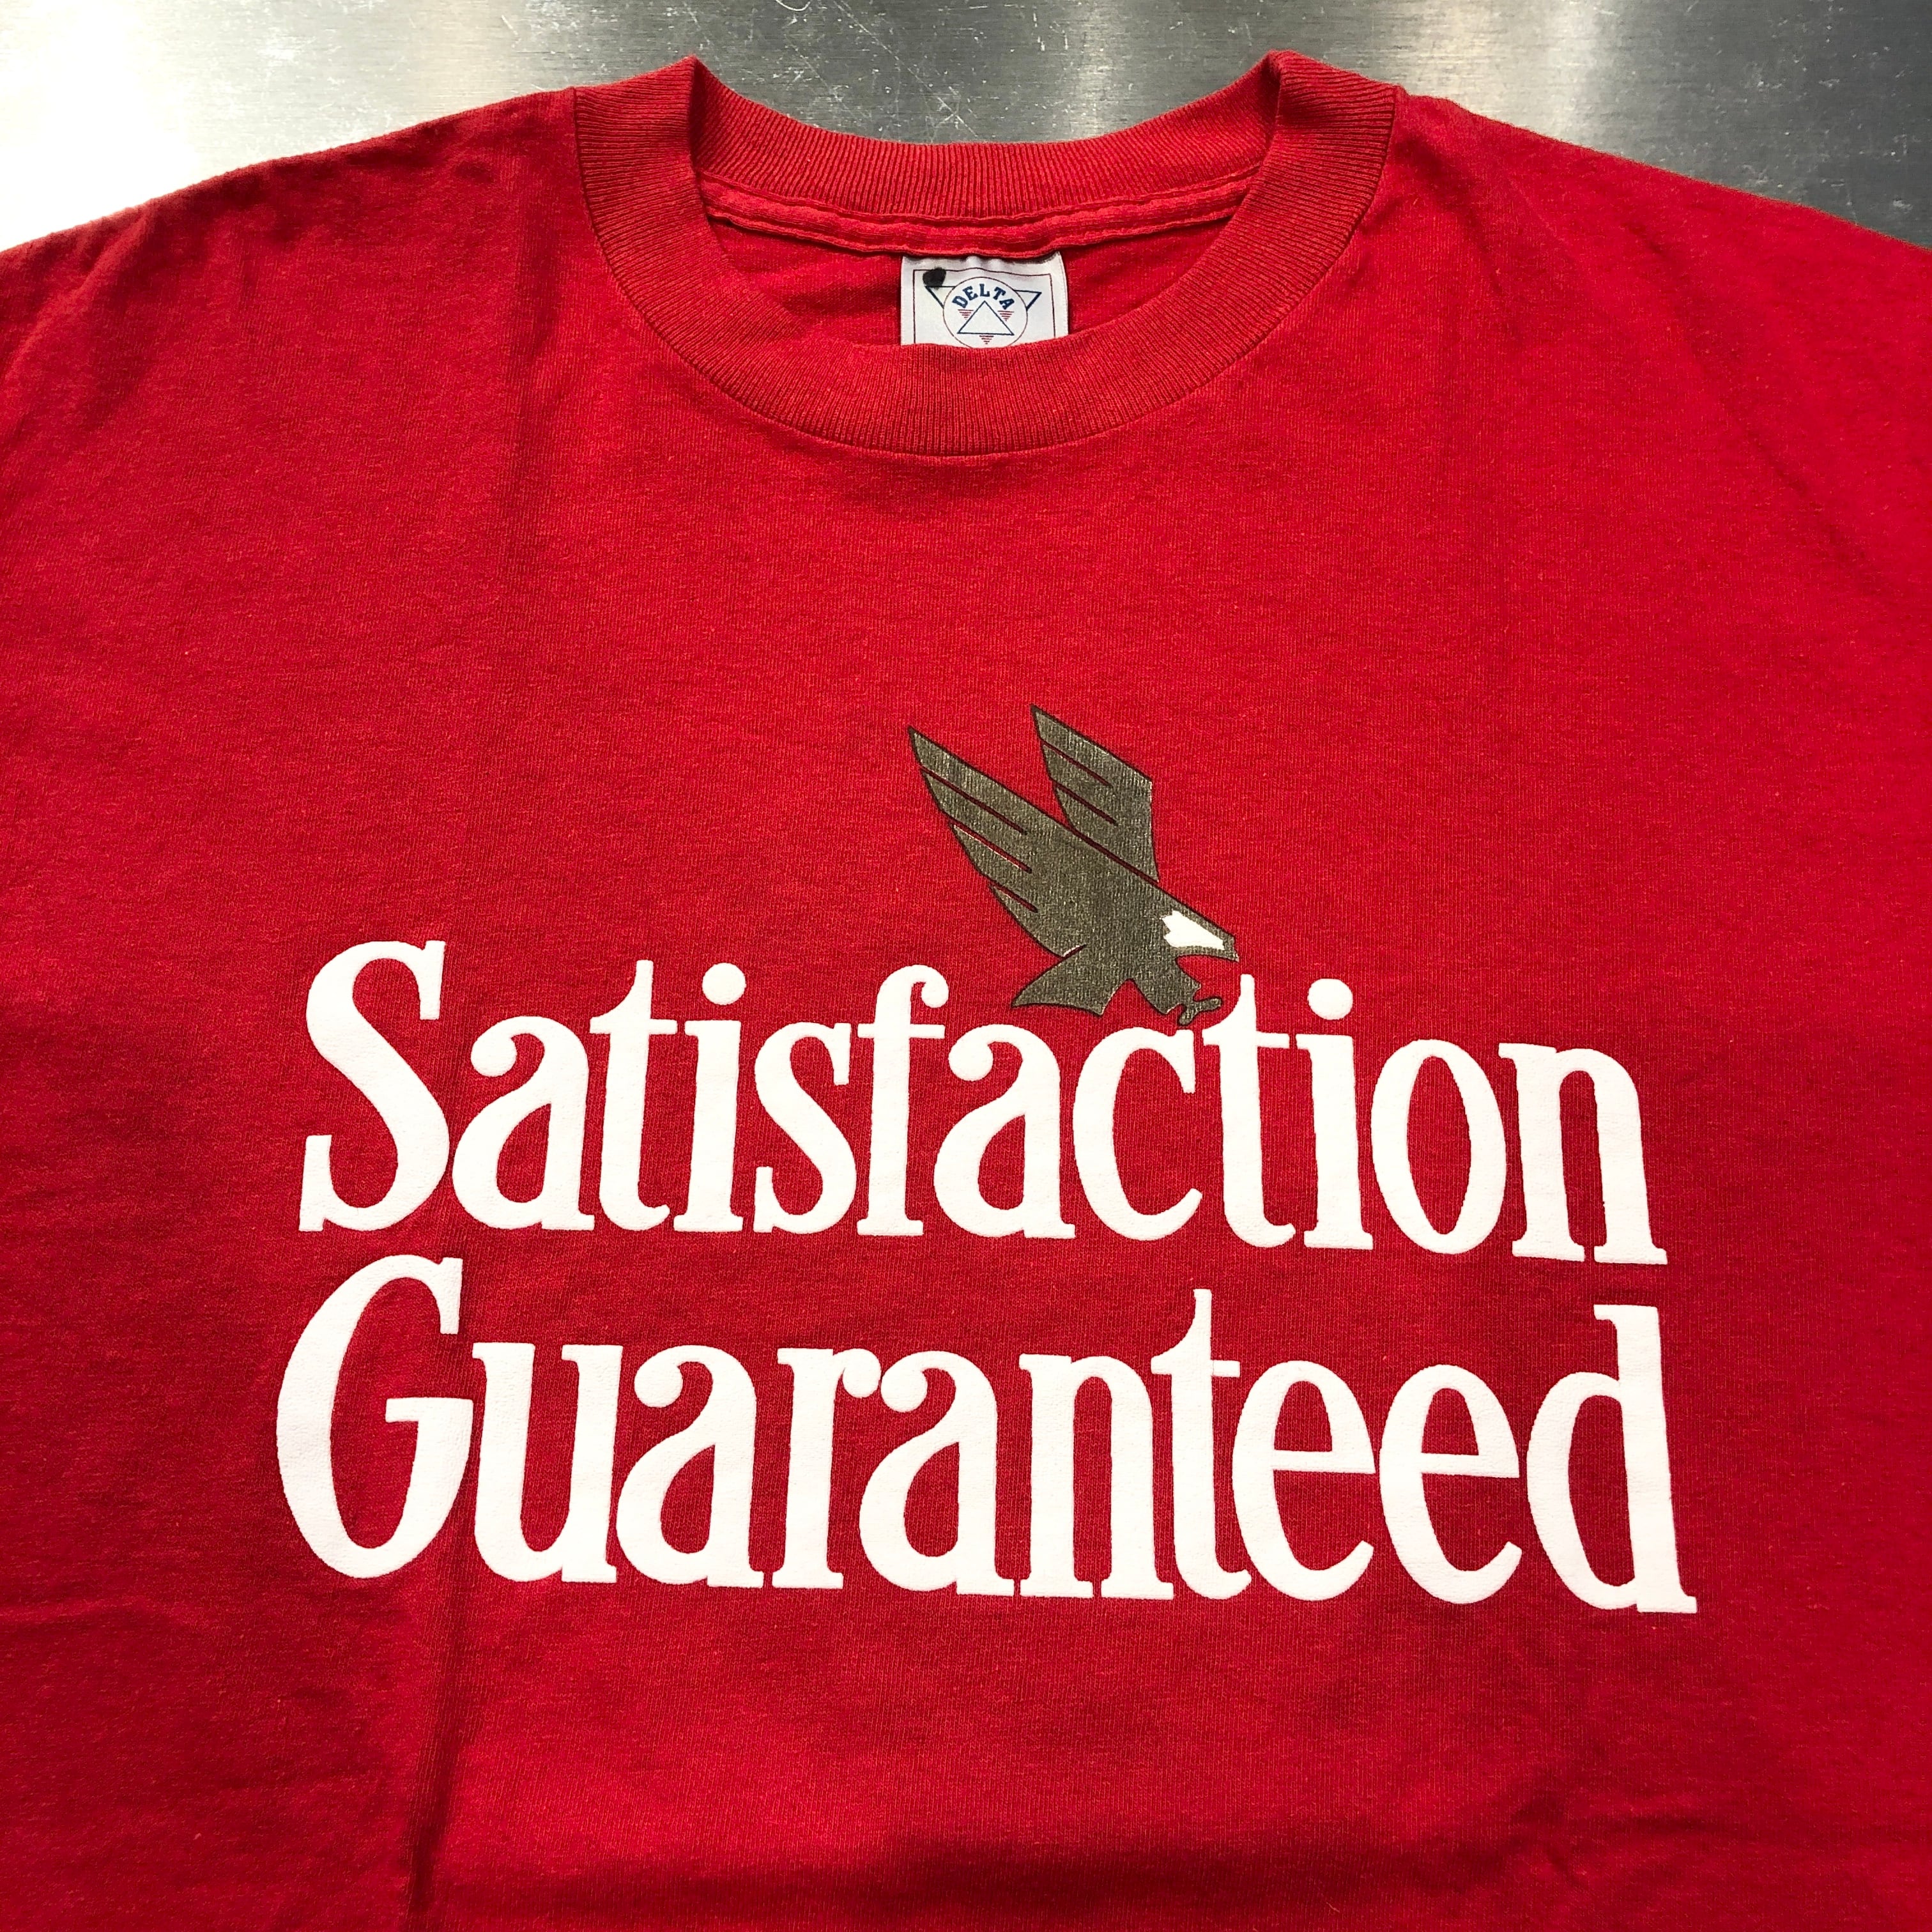 DELTA
Satisfaction
Guaranteed